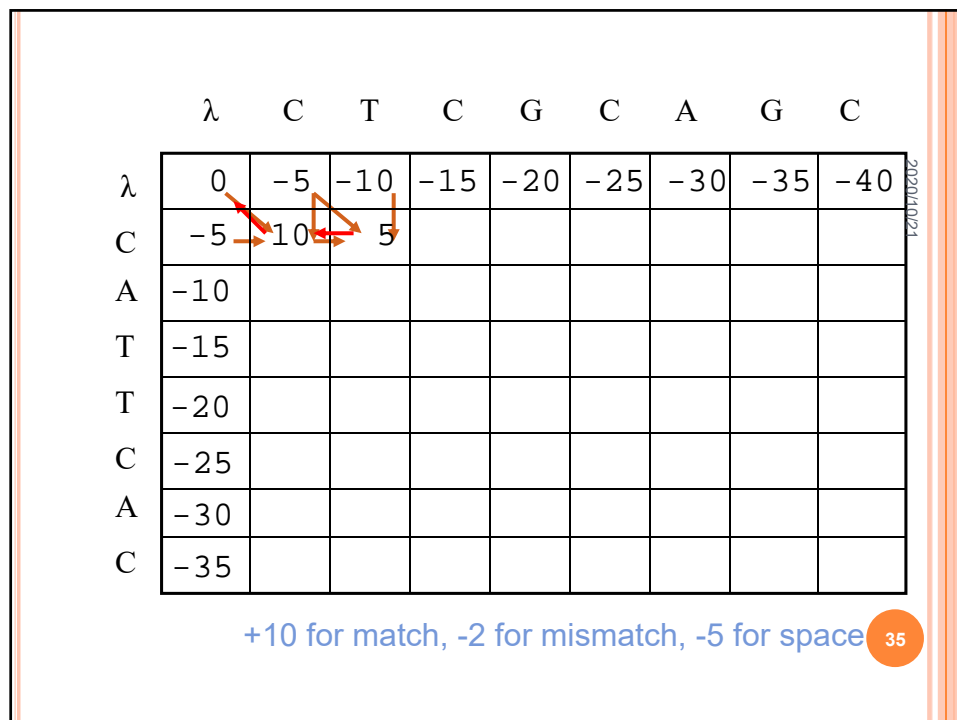 λ C T C G C A G C
λ 0 -5 -10 -15 -20 -25 -30 -35 -40
C -5 10 5
A -10
T -15
T -20
C -25
A -30
C -35
2020/10/21
+10 for match, -2 for mismatch, -5 for space
35